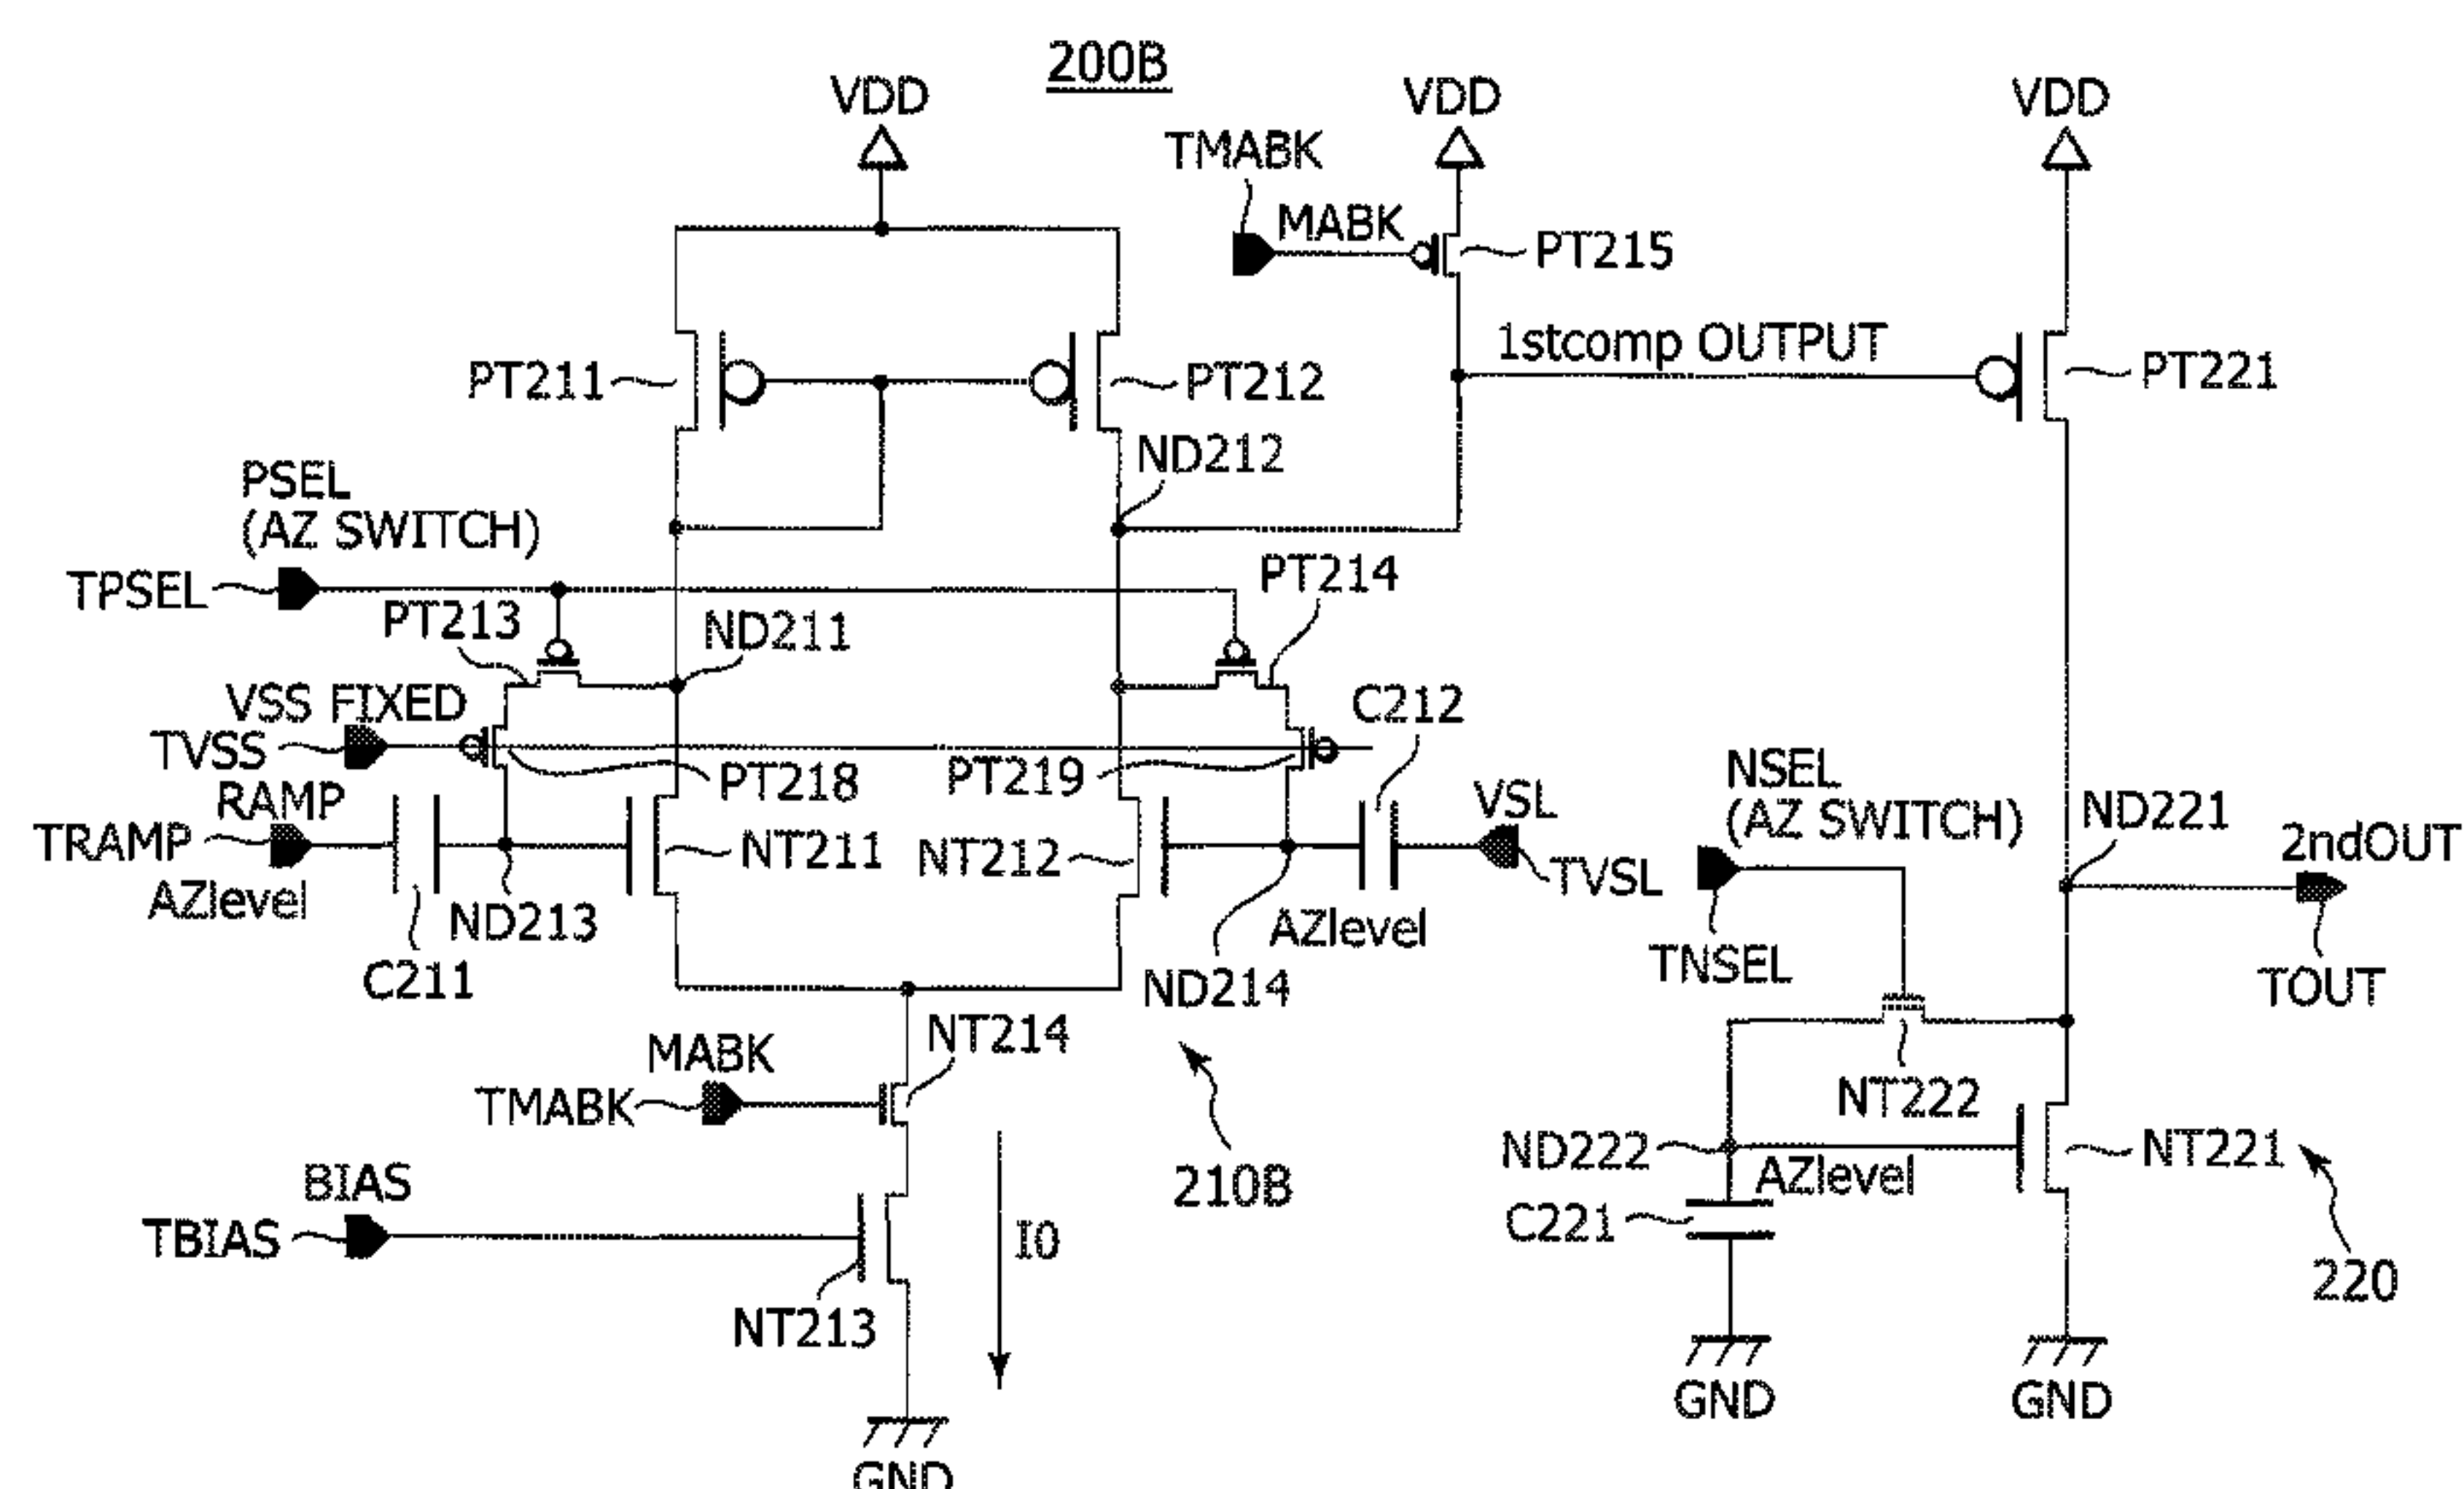 200B
VDD
VDD
VDD
TMABK
MABK
PT215
1stcomp OUTPUT
PT211
PT212
PT221
ND212
PSEL
(AZ SWITCH)
TPSEL
PT213
ND211
PT214
VSS FIXED
TVSS
C212
PT218
PT219
RAMP
TRAMP
AZlevel
NT211
NT212
VSL
TVSL
NSEL
(AZ SWITCH)
ND221
2ndOUT
ND213
C211
AZlevel
ND214
TNSEL
TOUT
NT214
MABK
TMABK
NT222
ND222
AZlevel
NT221
210B
BIAS
TBIAS
I0
C221
220
NT213
GND
GND
GND